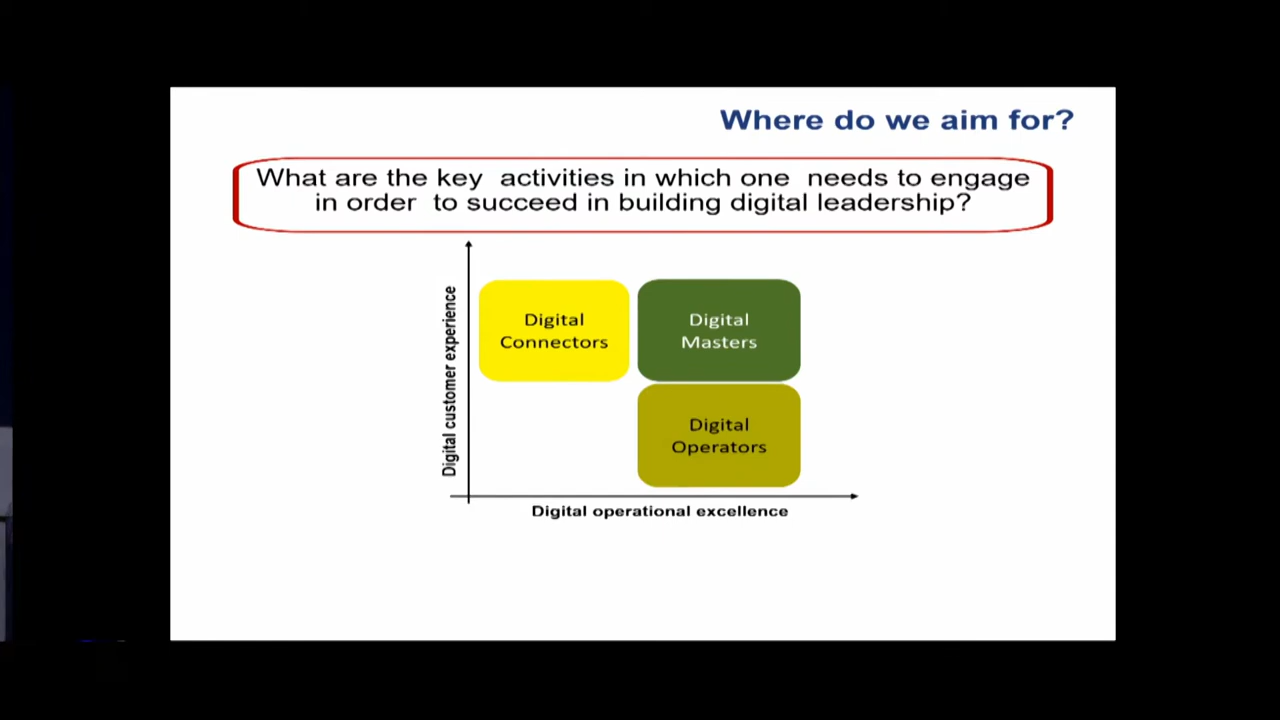 Where do we aim for?
What are the key activities in which one needs to engage
in order to succeed in building digital leadership?
Digital customer experience
Digital
Connectors
Digital
Masters
Digital
Operators
Digital operational excellence